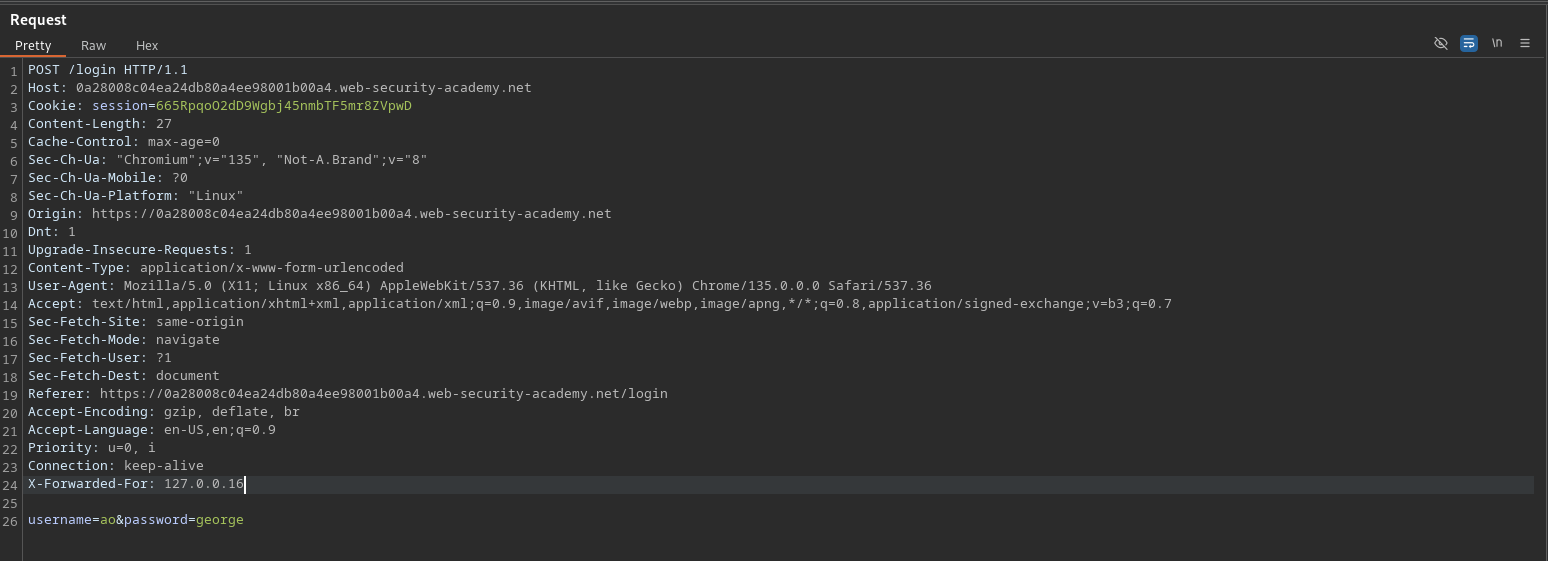 Request
Pretty Raw Hex
\n
1 POST /login HTTP/1.1
2 Host: 0a28008c04ea24db80a4ee98001b00a4.web-security-academy.net
3 Cookie: session=665RpqoO2dD9Wgbj45nmbTF5mr8ZVpwD
4 Content-Length: 27
5 Cache-Control: max-age=0
6 Sec-Ch-Ua: "Chromium";v="135", "Not-A.Brand";v="8"
7 Sec-Ch-Ua-Mobile: ?0
8 Sec-Ch-Ua-Platform: "Linux"
9 Origin: https://0a28008c04ea24db80a4ee98001b00a4.web-security-academy.net
10 Dnt: 1
11 Upgrade-Insecure-Requests: 1
12 Content-Type: application/x-www-form-urlencoded
13 User-Agent: Mozilla/5.0 (X11; Linux x86_64) AppleWebKit/537.36 (KHTML, like Gecko) Chrome/135.0.0.0 Safari/537.36
14 Accept: text/html,application/xhtml+xml,application/xml;q=0.9,image/avif,image/webp,image/apng,*/*;q=0.8,application/signed-exchange;v=b3;q=0.7
15 Sec-Fetch-Site: same-origin
16 Sec-Fetch-Mode: navigate
17 Sec-Fetch-User: ?1
18 Sec-Fetch-Dest: document
19 Referer: https://0a28008c04ea24db80a4ee98001b00a4.web-security-academy.net/login
20 Accept-Encoding: gzip, deflate, br
21 Accept-Language: en-US,en;q=0.9
22 Priority: u=0, i
23 Connection: keep-alive
24 X-Forwarded-For: 127.0.0.16
25
26 username=ao&password=george